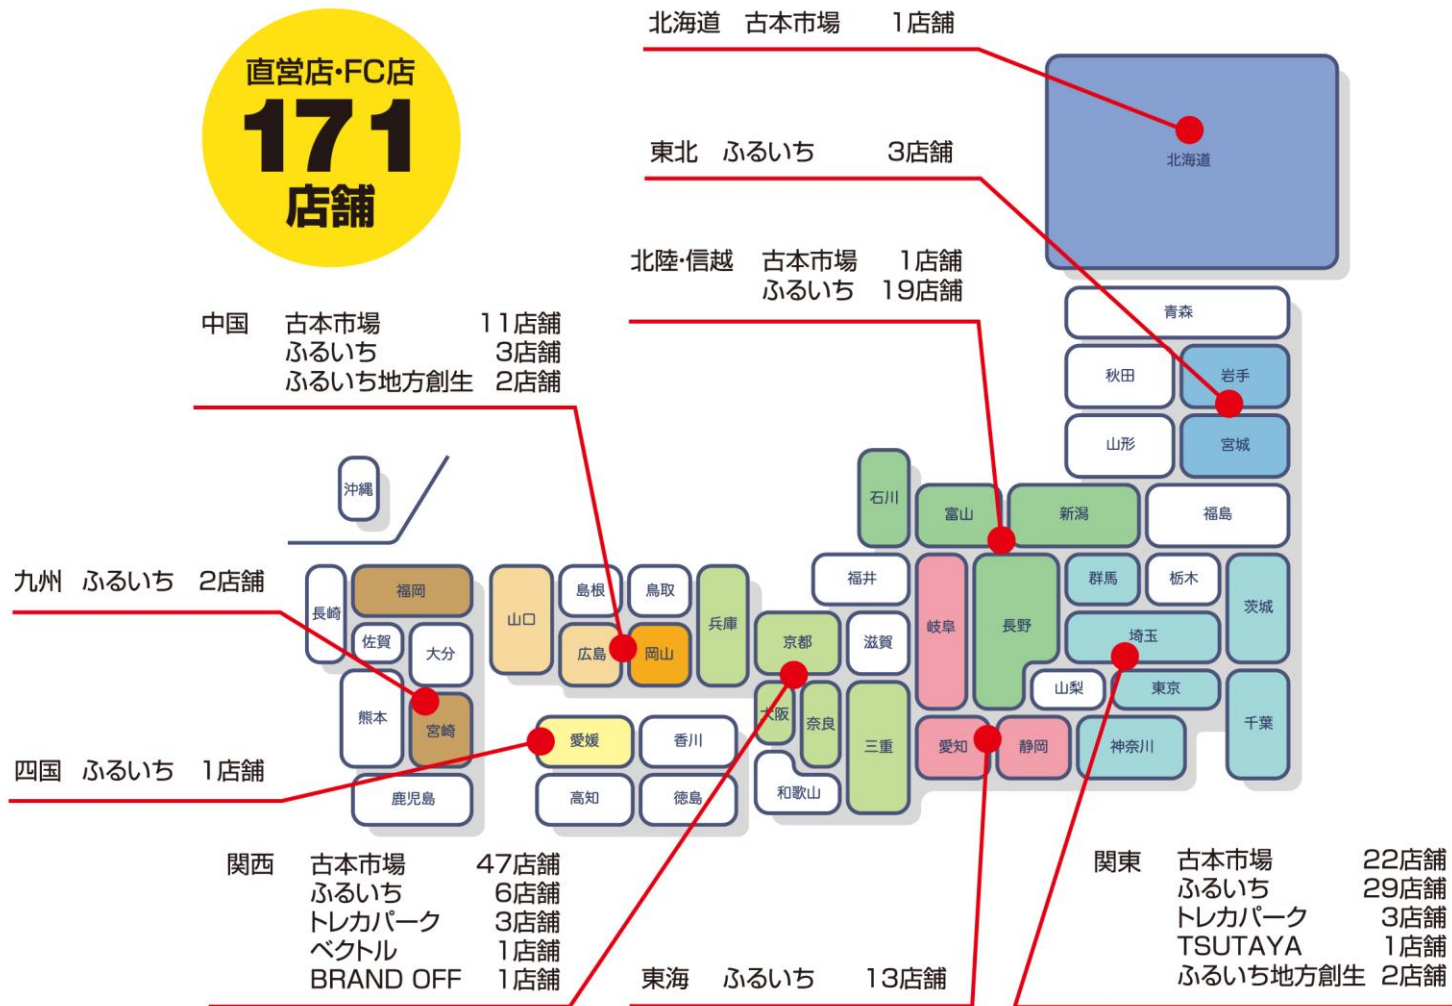 直営店・FC店
171
店舗
北海道 古本市場 1店舗
東北 ふるいち 3店舗
北陸・信越 古本市場 1店舗
ふるいち 19店舗
中国 古本市場 11店舗
ふるいち 3店舗
ふるいち地方創生 2店舗
九州 ふるいち 2店舗
四国 ふるいち 1店舗
関西 古本市場 47店舗
ふるいち 6店舗
トレカパーク 3店舗
ベクトル 1店舗
BRAND OFF 1店舗
東海 ふるいち 13店舗
関東 古本市場 22店舗
ふるいち 29店舗
トレカパーク 3店舗
TSUTAYA 1店舗
ふるいち地方創生 2店舗
北海道
青森
秋田
岩手
山形
宮城
福島
石川
富山
新潟
福井
岐阜
長野
群馬
栃木
茨城
埼玉
山梨
東京
千葉
神奈川
愛知
静岡
滋賀
三重
京都
大阪
奈良
和歌山
兵庫
鳥取
島根
岡山
広島
山口
愛媛
香川
高知
徳島
福岡
佐賀
長崎
大分
熊本
宮崎
鹿児島
沖縄